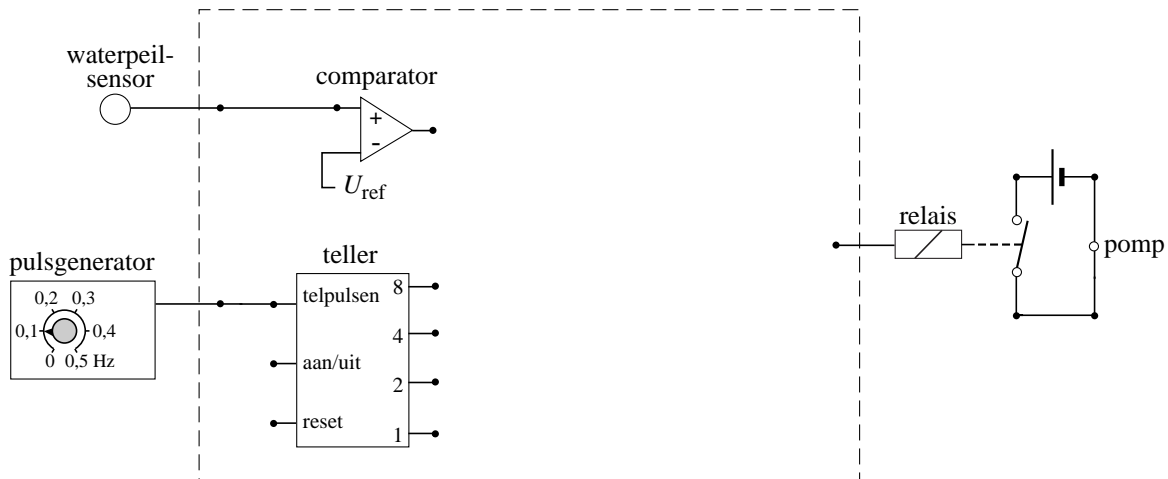 waterpeil-
sensor
comparator
+
-
Uref
relais
pomp
pulsgenerator
0,2 0,3
0,1 0,4
0 0,5 Hz
teller
telpulsen 8
4
aan/uit
2
reset
1